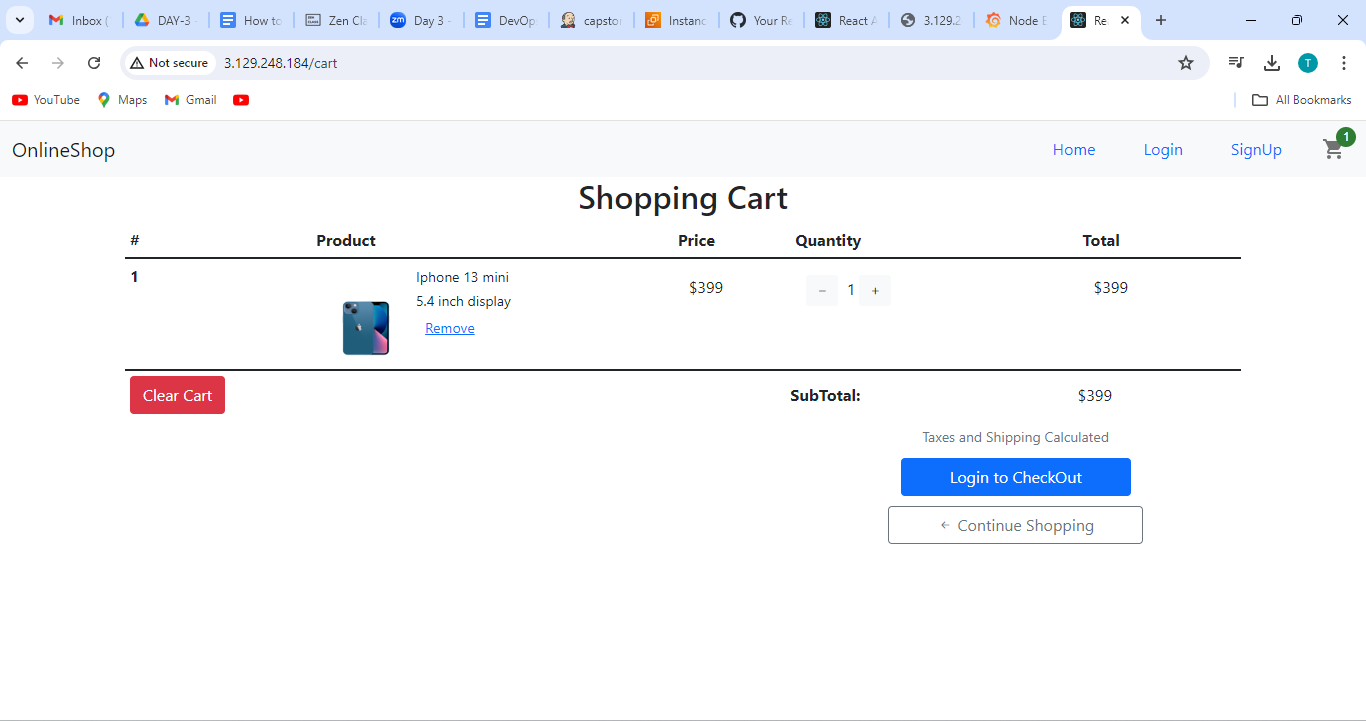 Inbox ( DAY-3 - How to Zen Cla zm Day 3 - DevOp capsto Instanc Your Re React A 3.129.2 Node E Re
Not secure 3.129.248.184/cart T
YouTube Maps Gmail All Bookmarks
OnlineShop Home Login SignUp 1
Shopping Cart
# Product Price Quantity Total
1 Iphone 13 mini $399 − 1 + $399
5.4 inch display
Remove
Clear Cart SubTotal: $399
Taxes and Shipping Calculated
Login to CheckOut
← Continue Shopping